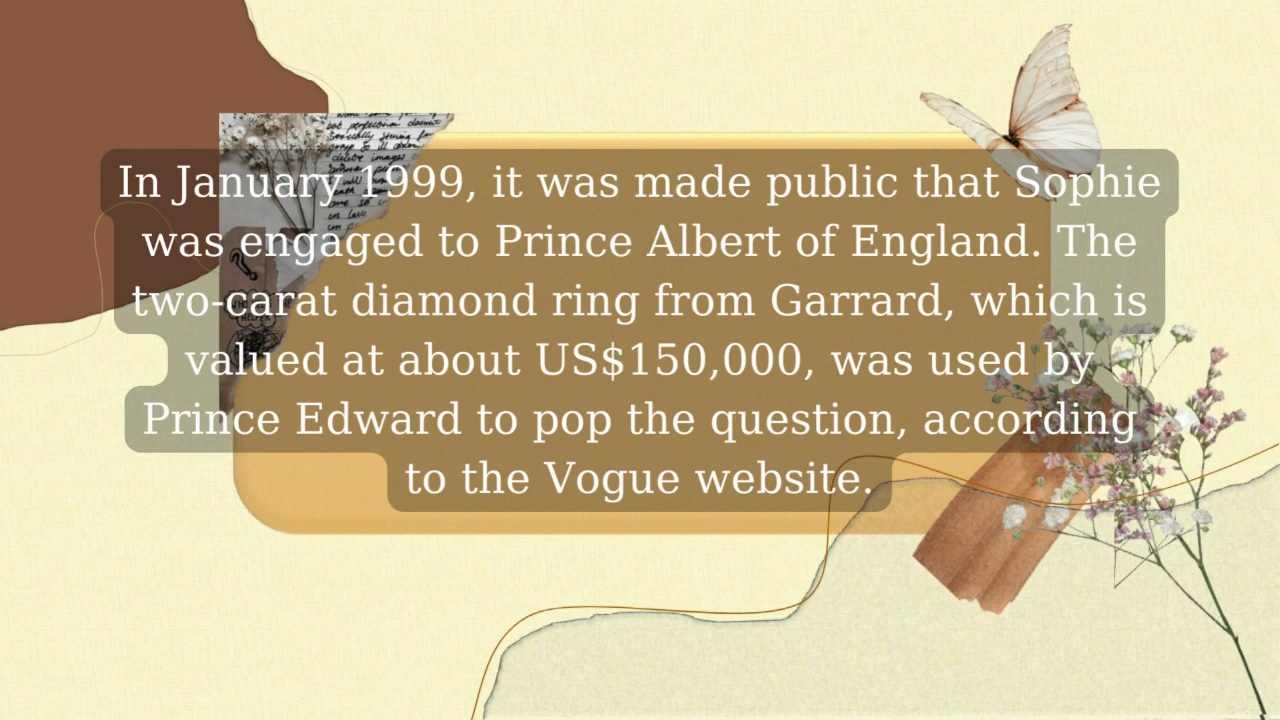 In January 1999, it was made public that Sophie
was engaged to Prince Albert of England. The
two-carat diamond ring from Garrard, which is
valued at about US$150,000, was used by
Prince Edward to pop the question, according
to the Vogue website.